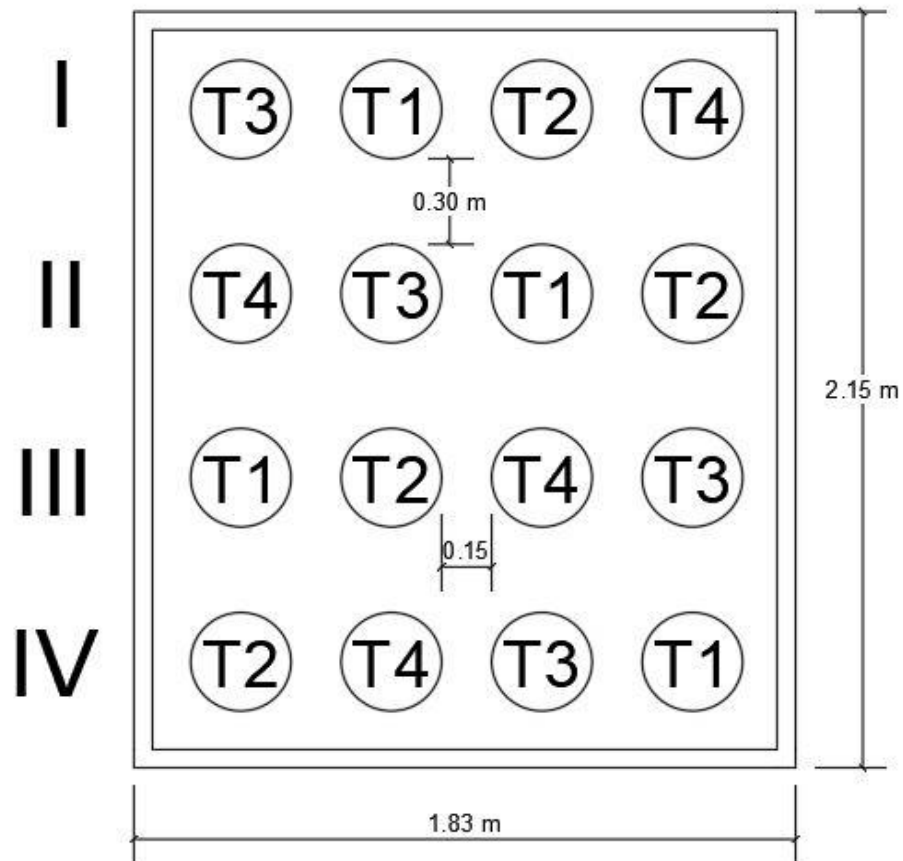 I T3 T1 T2 T4
0.30 m
II T4 T3 T1 T2
2.15 m
III T1 T2 T4 T3
0.15
IV T2 T4 T3 T1
1.83 m